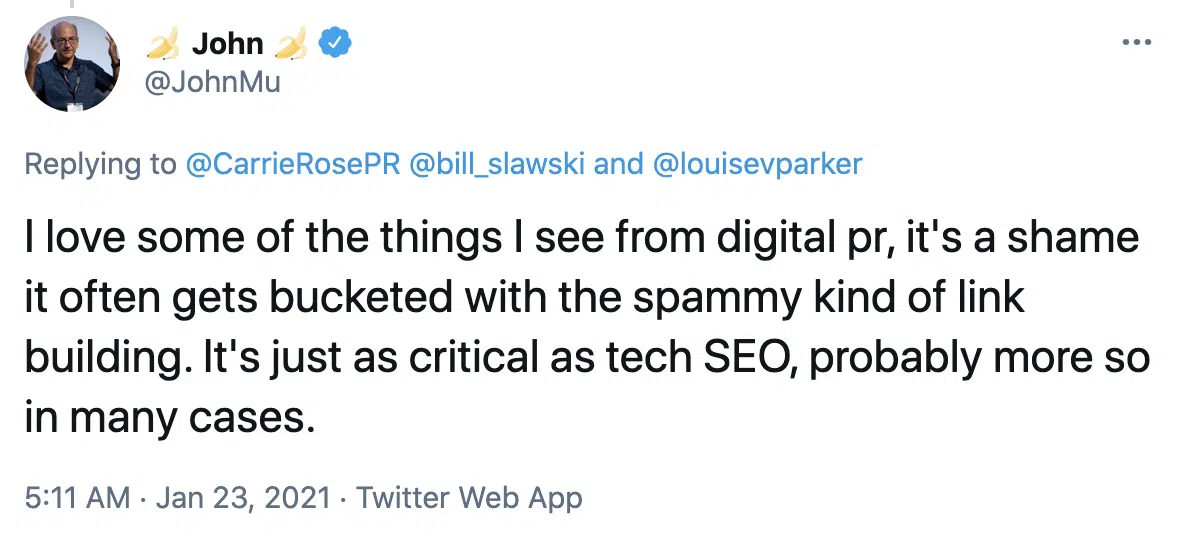 🍌 John 🍌
@JohnMu
Replying to @CarrieRosePR @bill_slawski and @louisevparker
I love some of the things I see from digital pr, it's a shame
it often gets bucketed with the spammy kind of link
building. It's just as critical as tech SEO, probably more so
in many cases.
5:11 AM · Jan 23, 2021 · Twitter Web App